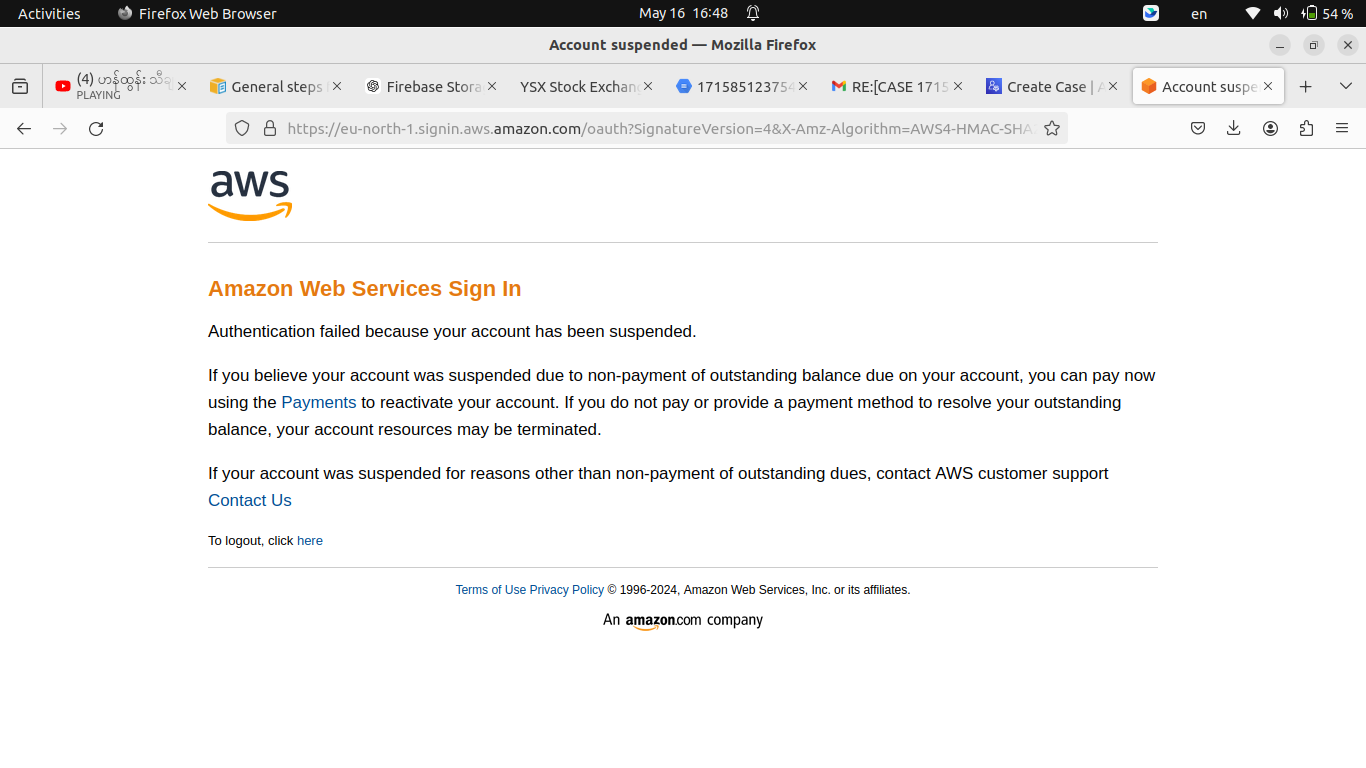 Activities
Firefox Web Browser
May 16 16:48
en
54 %
Account suspended — Mozilla Firefox
(4) ဟန်ထွန်း
PLAYING
General steps
Firebase Stora
YSX Stock Exchan
171585123754
RE:[CASE 1715
Create Case | A
Account suspe
https://eu-north-1.signin.aws.amazon.com/oauth?SignatureVersion=4&X-Amz-Algorithm=AWS4-HMAC-SHA
aws
Amazon Web Services Sign In
Authentication failed because your account has been suspended.
If you believe your account was suspended due to non-payment of outstanding balance due on your account, you can pay now
using the Payments to reactivate your account. If you do not pay or provide a payment method to resolve your outstanding
balance, your account resources may be terminated.
If your account was suspended for reasons other than non-payment of outstanding dues, contact AWS customer support
Contact Us
To logout, click here
Terms of Use Privacy Policy © 1996-2024, Amazon Web Services, Inc. or its affiliates.
An amazon.com company